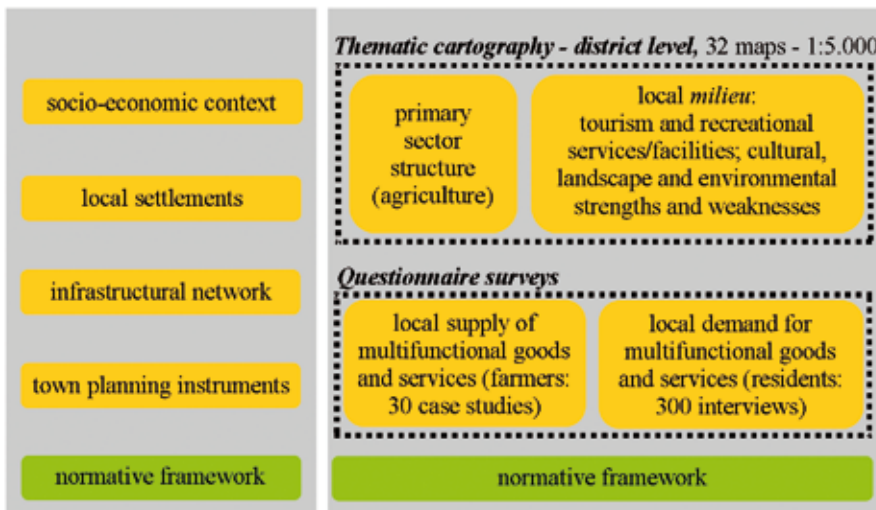 socio-economic context
local settlements
infrastructural network
town planning instruments
normative framework
Thematic cartography - district level, 32 maps - 1:5.000
primary
sector
structure
(agriculture)
local milieu:
tourism and recreational
services/facilities; cultural,
landscape and environmental
strengths and weaknesses
Questionnaire surveys
local supply of
multifunctional goods
and services (farmers:
30 case studies)
local demand for
multifunctional goods
and services (residents:
300 interviews)
normative framework